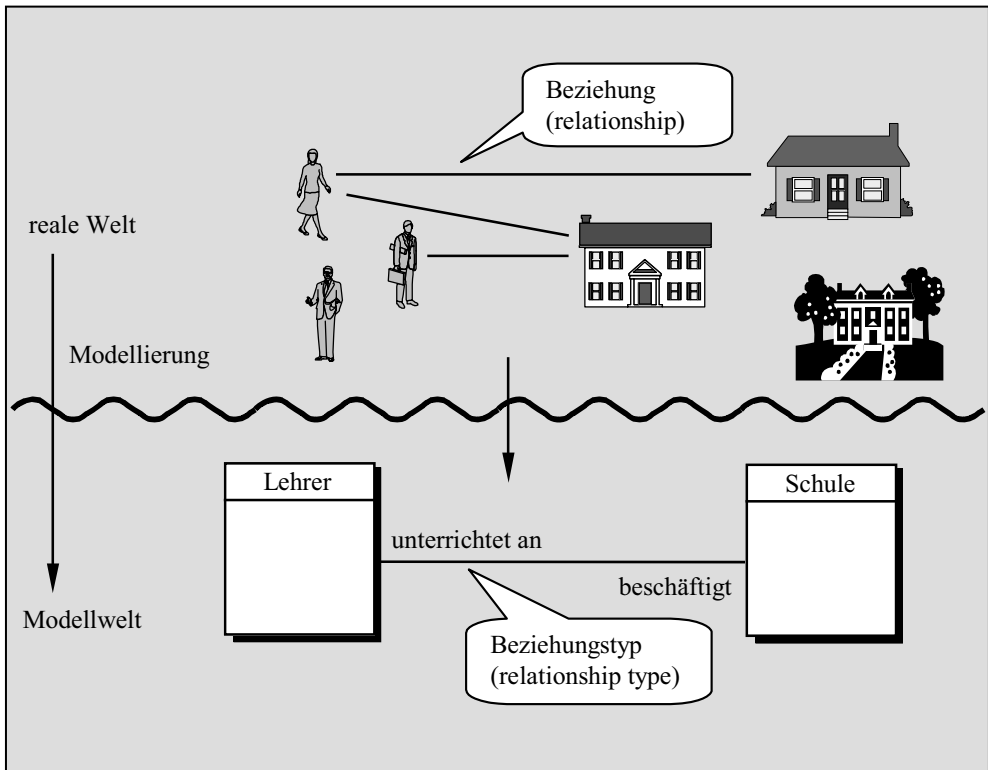 Beziehung
(relationship)
reale Welt
Modellierung
Lehrer
Schule
unterrichtet an
beschäftigt
Modellwelt
Beziehungstyp
(relationship type)